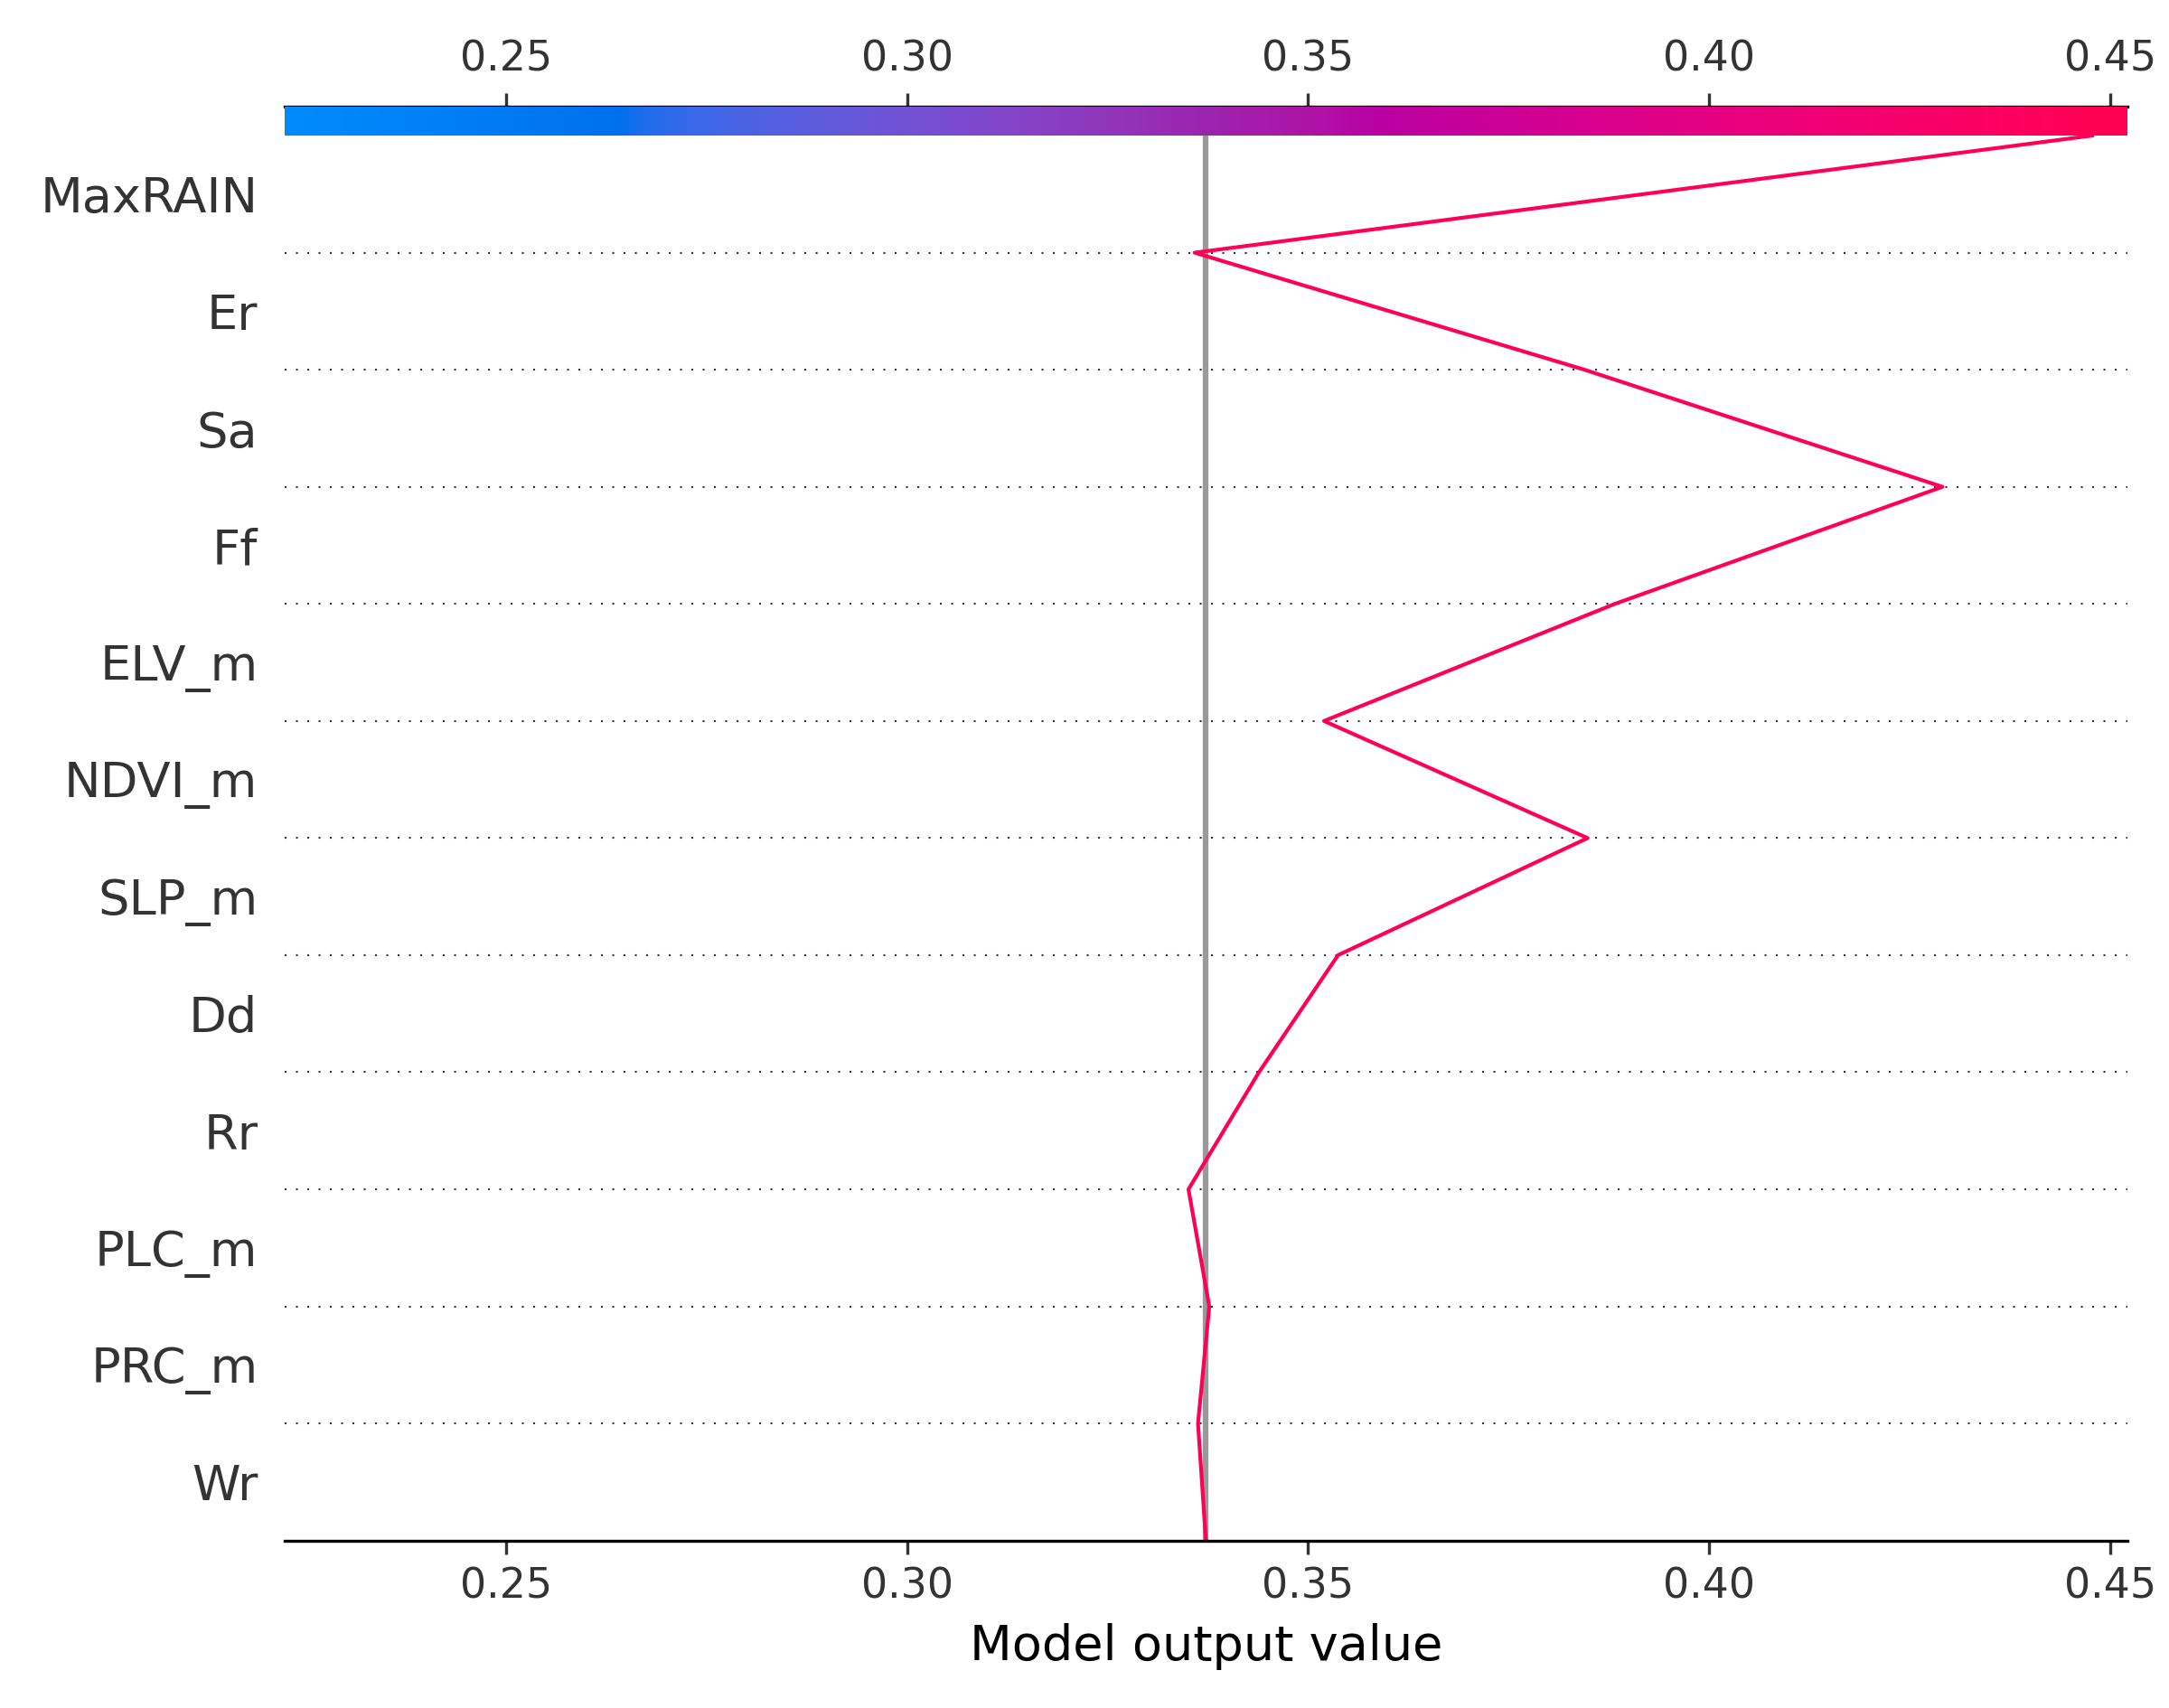 0.25 0.30 0.35 0.40 0.45
MaxRAIN
Er
Sa
Ff
ELV_m
NDVI_m
SLP_m
Dd
Rr
PLC_m
PRC_m
Wr
0.25 0.30 0.35 0.40 0.45
Model output value